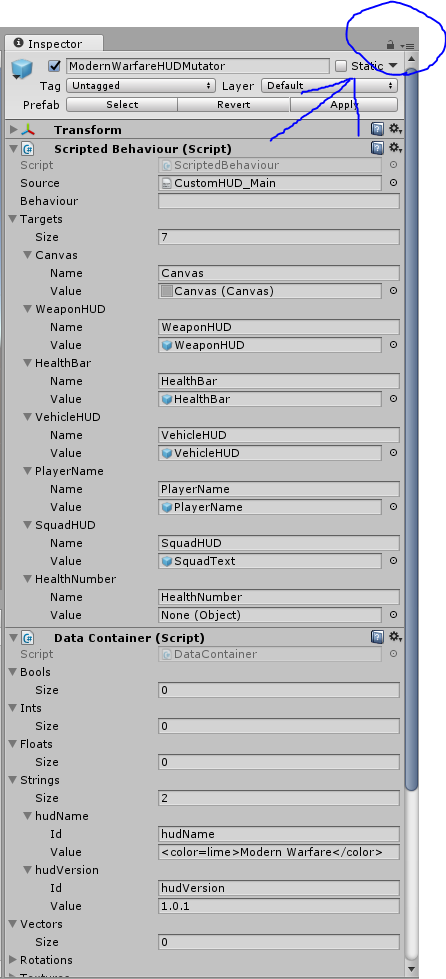 Inspector
ModernWarfareHUDMutator Static
Tag Untagged Layer Default
Prefab Select Revert Apply
Transform
Scripted Behaviour (Script)
Script ScriptedBehaviour
Source CustomHUD_Main
Behaviour
Targets
Size 7
Canvas
Name Canvas
Value Canvas (Canvas)
WeaponHUD
Name WeaponHUD
Value WeaponHUD
HealthBar
Name HealthBar
Value HealthBar
VehicleHUD
Name VehicleHUD
Value VehicleHUD
PlayerName
Name PlayerName
Value PlayerName
SquadHUD
Name SquadHUD
Value SquadText
HealthNumber
Name HealthNumber
Value None (Object)
Data Container (Script)
Script DataContainer
Bools
Size 0
Ints
Size 0
Floats
Size 0
Strings
Size 2
hudName
Id hudName
Value <color=lime>Modern Warfare</color>
hudVersion
Id hudVersion
Value 1.0.1
Vectors
Size 0
Rotations
Textures